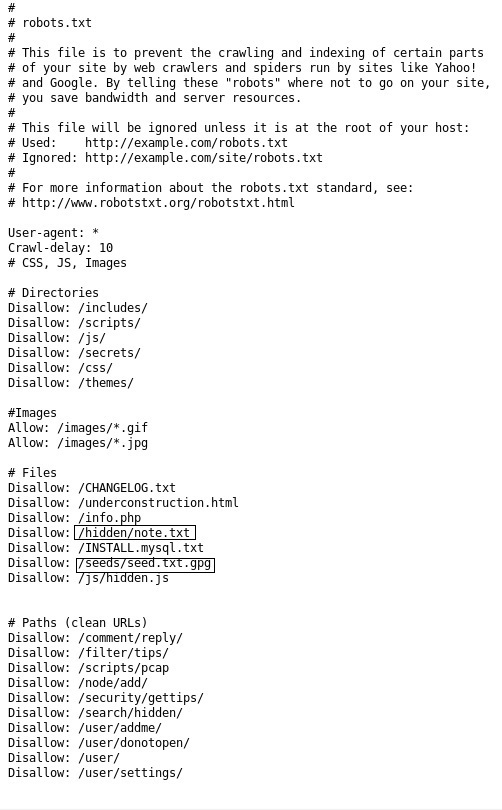 #
# robots.txt
#
# This file is to prevent the crawling and indexing of certain parts
# of your site by web crawlers and spiders run by sites like Yahoo!
# and Google. By telling these "robots" where not to go on your site,
# you save bandwidth and server resources.
#
# This file will be ignored unless it is at the root of your host:
# Used:    http://example.com/robots.txt
# Ignored: http://example.com/site/robots.txt
#
# For more information about the robots.txt standard, see:
# http://www.robotstxt.org/robotstxt.html

User-agent: *
Crawl-delay: 10
# CSS, JS, Images

# Directories
Disallow: /includes/
Disallow: /scripts/
Disallow: /js/
Disallow: /secrets/
Disallow: /css/
Disallow: /themes/

#Images
Allow: /images/*.gif
Allow: /images/*.jpg

# Files
Disallow: /CHANGELOG.txt
Disallow: /underconstruction.html
Disallow: /info.php
Disallow: /hidden/note.txt
Disallow: /INSTALL.mysql.txt
Disallow: /seeds/seed.txt.gpg
Disallow: /js/hidden.js

# Paths (clean URLs)
Disallow: /comment/reply/
Disallow: /filter/tips/
Disallow: /scripts/pcap
Disallow: /node/add/
Disallow: /security/gettips/
Disallow: /search/hidden/
Disallow: /user/addme/
Disallow: /user/donotopen/
Disallow: /user/
Disallow: /user/settings/